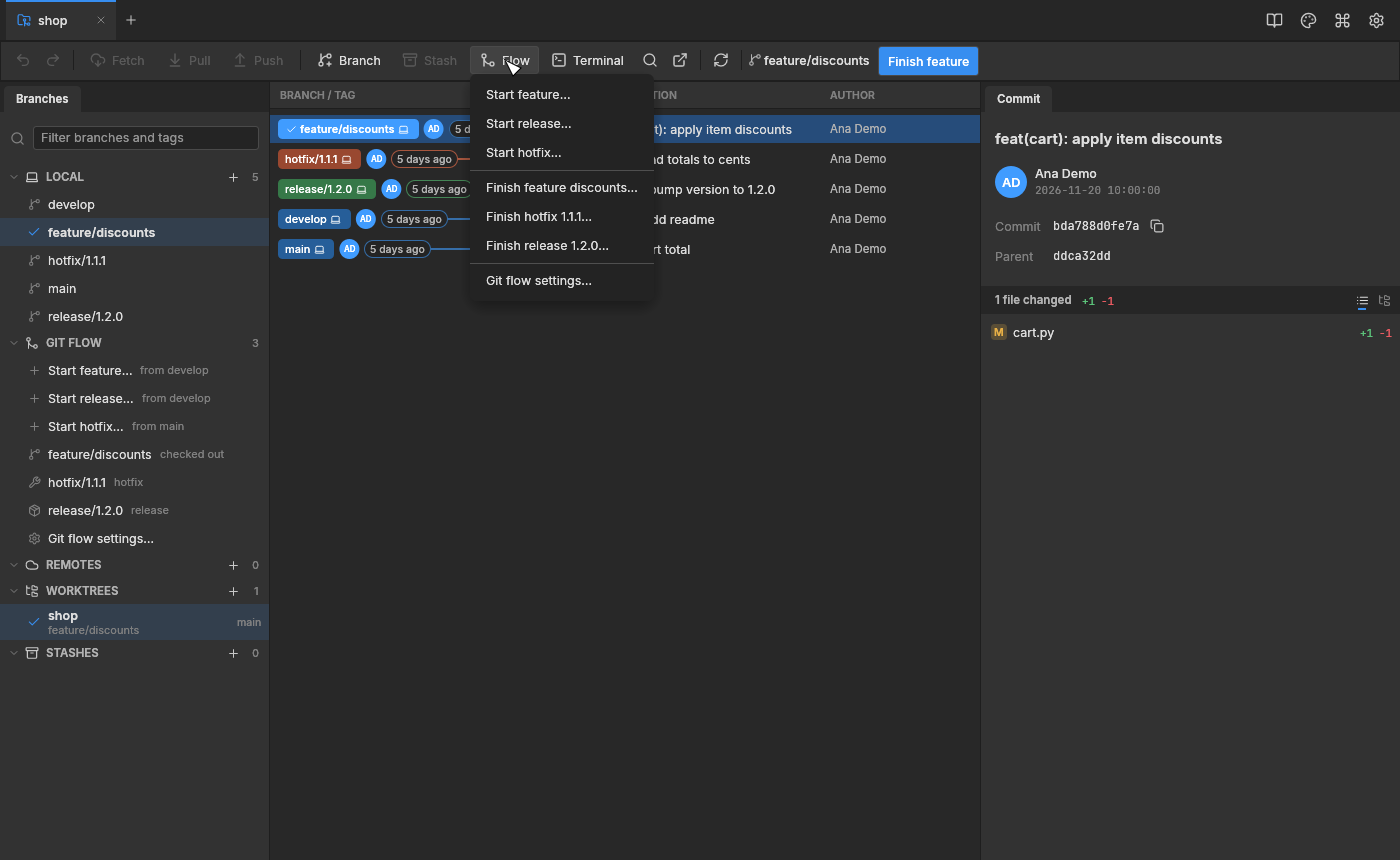 shop
Fetch
Pull
Push
Branch
Stash
Flow
Terminal
feature/discounts
Finish feature
Branches
Filter branches and tags
LOCAL 5
develop
feature/discounts
hotfix/1.1.1
main
release/1.2.0
GIT FLOW 3
Start feature... from develop
Start release... from develop
Start hotfix... from main
feature/discounts checked out
hotfix/1.1.1 hotfix
release/1.2.0 release
Git flow settings...
REMOTES 0
WORKTREES 1
shop
feature/discounts main
STASHES 0
BRANCH / TAG AUTHOR
feature/discounts AD 5 d : apply item discounts Ana Demo
hotfix/1.1.1 AD 5 days ago totals to cents Ana Demo
release/1.2.0 AD 5 days ago version to 1.2.0 Ana Demo
develop AD 5 days ago readme Ana Demo
main AD 5 days ago total Ana Demo
Start feature...
Start release...
Start hotfix...
Finish feature discounts...
Finish hotfix 1.1.1...
Finish release 1.2.0...
Git flow settings...
Commit
feat(cart): apply item discounts
AD
Ana Demo
2026-11-20 10:00:00
Commit bda788d0fe7a
Parent ddca32dd
1 file changed +1 -1
M cart.py +1 -1